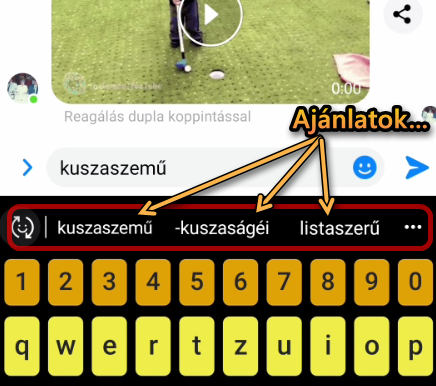 0:00
Reagálás dupla koppintással
Ajánlatok...
kuszaszemű
kuszaszemű -kuszaságéi listaszerű ...
1 2 3 4 5 6 7 8 9 0
q w e r t z u i o p